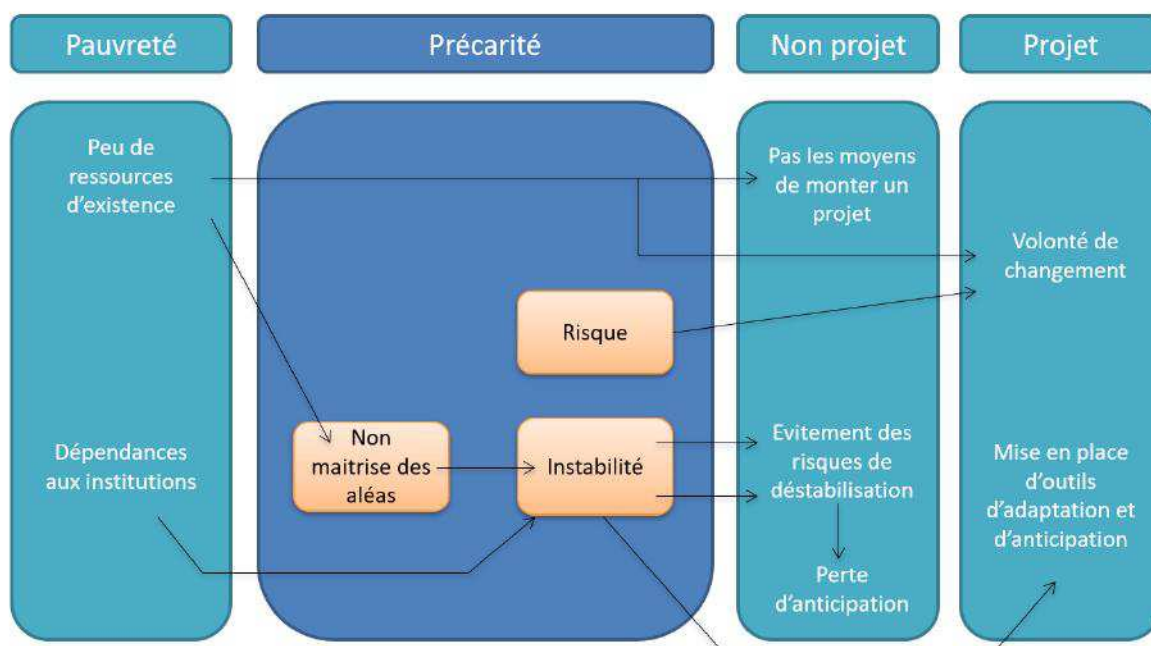 Pauvreté
Précarité
Non projet
Projet
Peu de
ressources
d'existence
Dépendances
aux institutions
Risque
Non
maitrise des
aléas
Instabilité
Pas les moyens
de monter un
projet
Evitement des
risques de
déstabilisation
Perte
d'anticipation
Volonté de
changement
Mise en place
d'outils
d'adaptation et
d'anticipation